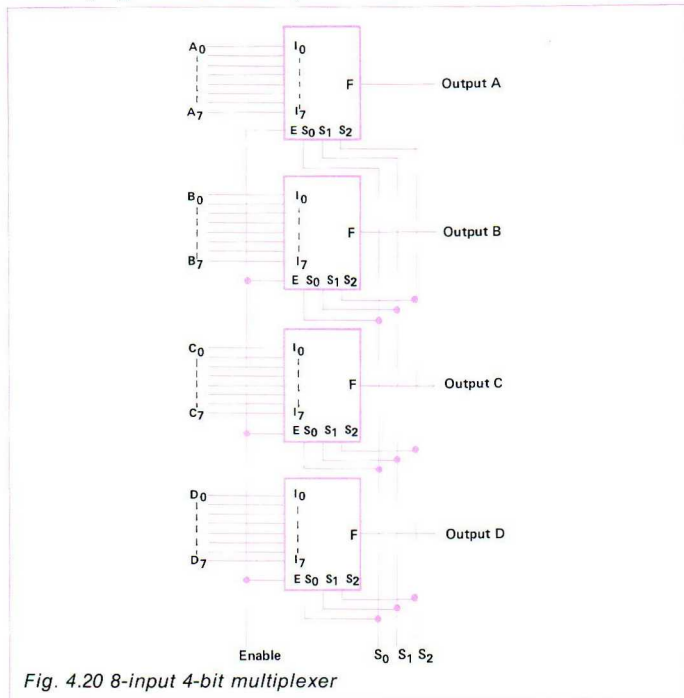 A0 I0
F Output A
A7 I7
E S0 S1 S2
B0 I0
F Output B
B7 I7
E S0 S1 S2
C0 I0
F Output C
C7 I7
E S0 S1 S2
D0 I0
F Output D
D7 I7
E S0 S1 S2
Enable S0 S1 S2
Fig. 4.20 8-input 4-bit multiplexer